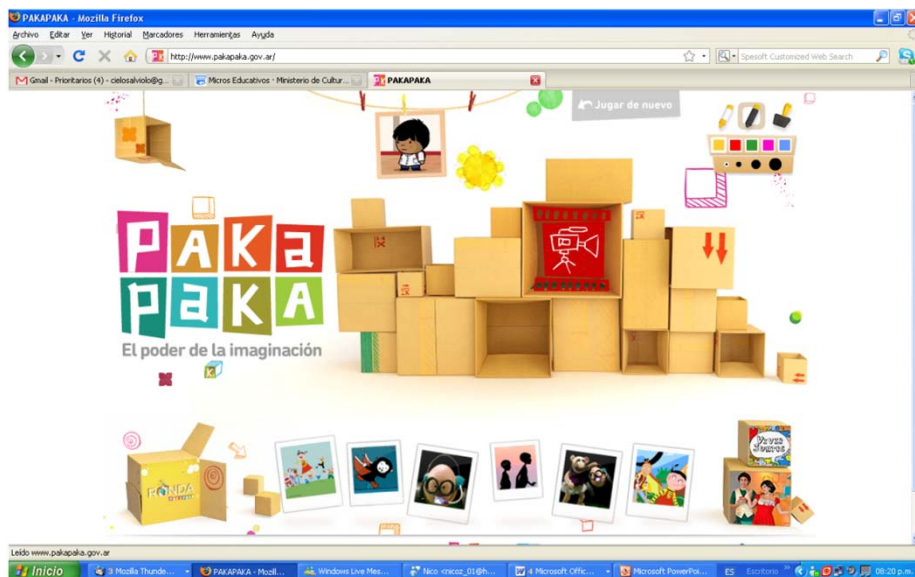 PAKAPAKA - Mozilla Firefox
Archivo Editar Ver Historial Marcadores Herramientas Ayuda
http://www.pakapaka.gov.ar/
Spesoft Customized Web Search
Gmail - Prioritarios (4) - cielosalviolo@g...
Micros Educativos · Ministerio de Cultur...
PAKAPAKA
Jugar de nuevo
PAKA
PAKA
El poder de la imaginación
RONDA
Leído www.pakapaka.gov.ar
Inicio
3 Mozilla Thunde...
PAKAPAKA - Mozill...
Windows Live Mes...
Nico <nicoz_01@h...
4 Microsoft Offic...
Microsoft PowerPoi...
ES
Escritorio
08:20 p.m.